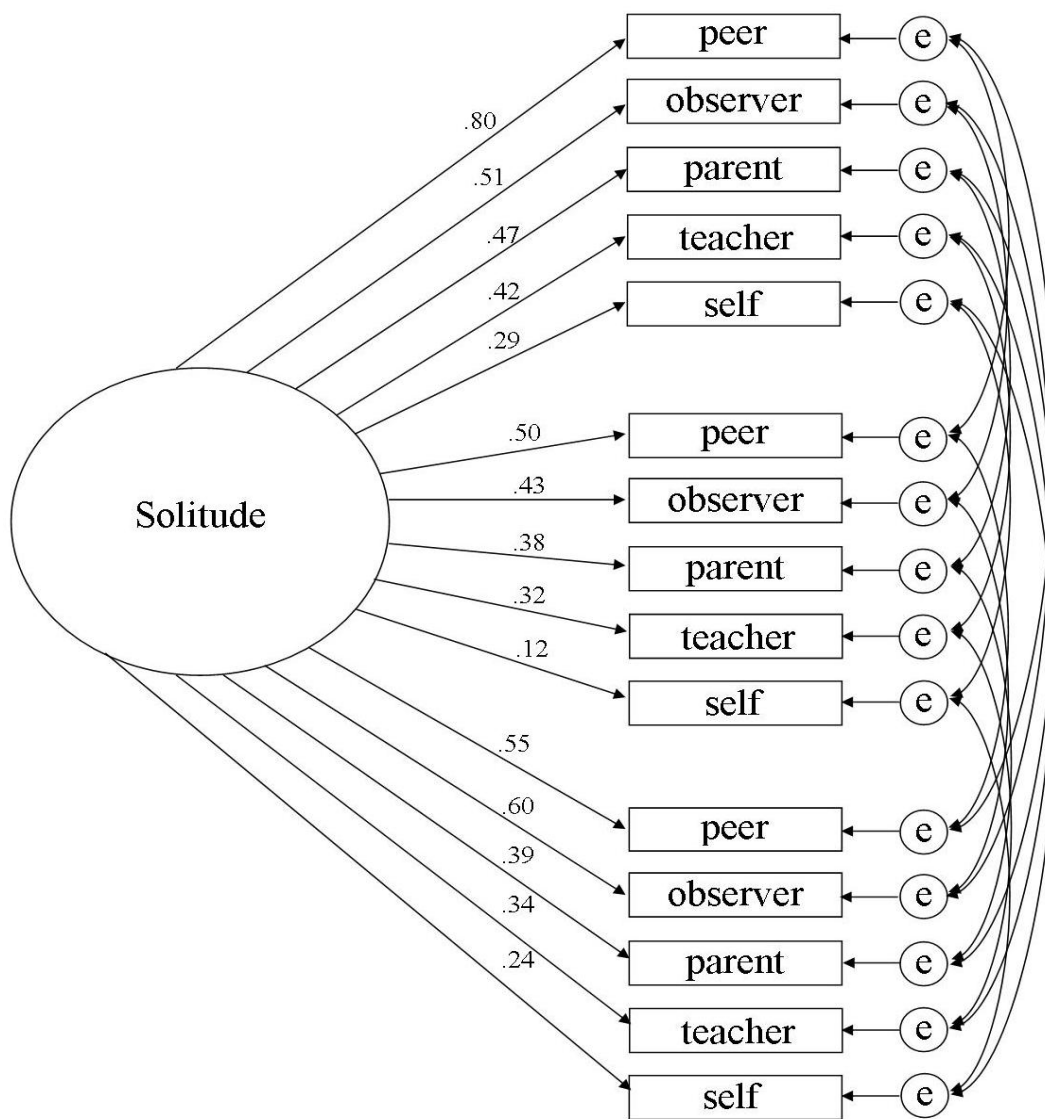 peer e
observer e
.80
parent e
.51
teacher e
.47
self e
.42
.29
peer e
.50
observer e
.43
Solitude
parent e
.38
teacher e
.32
self e
.12
peer e
.55
observer e
.60
parent e
.39
teacher e
.34
self e
.24